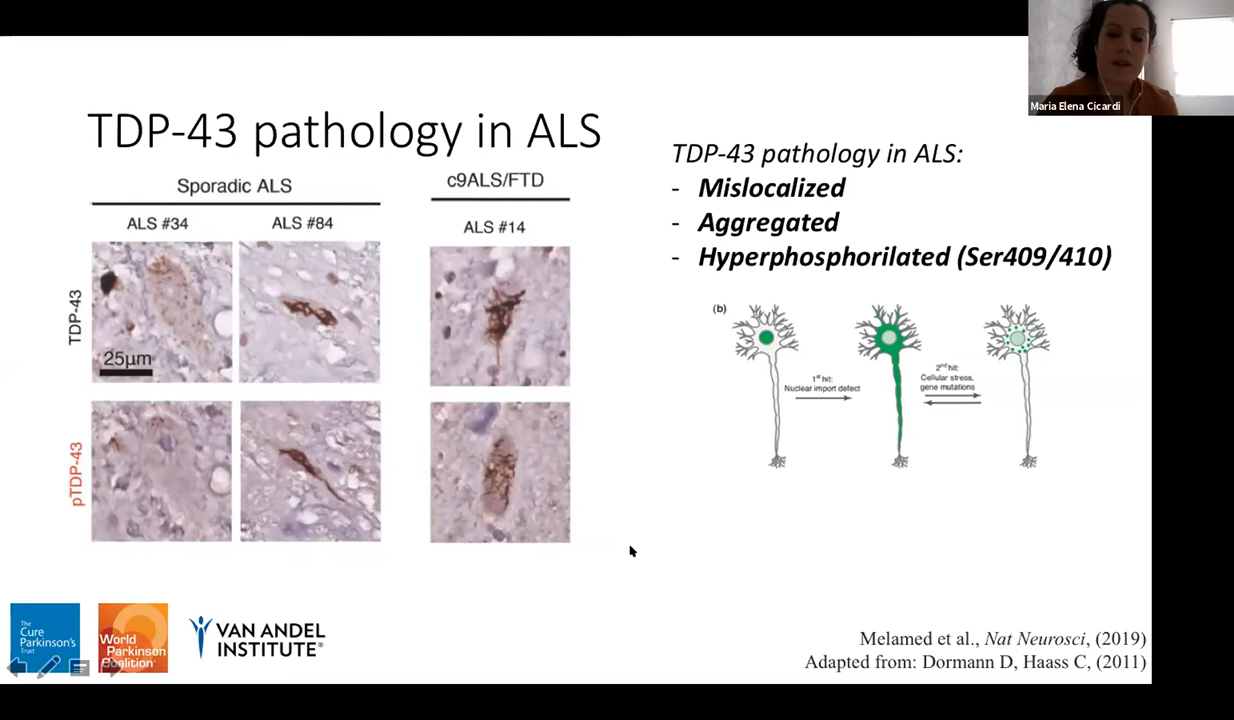 Maria Elena Cicardi
TDP-43 pathology in ALS
Sporadic ALS
c9ALS/FTD
ALS #34
ALS #84
ALS #14
TDP-43
25μm
pTDP-43
TDP-43 pathology in ALS:
- Mislocalized
- Aggregated
- Hyperphosphorilated (Ser409/410)
(b)
1st hit:
Nuclear import defect
2nd hit:
Cellular stress,
gene mutations
The
Cure
Parkinson's
Trust
World
Parkinson
Coalition
VAN ANDEL
INSTITUTE®
Melamed et al., Nat Neurosci, (2019)
Adapted from: Dormann D, Haass C, (2011)